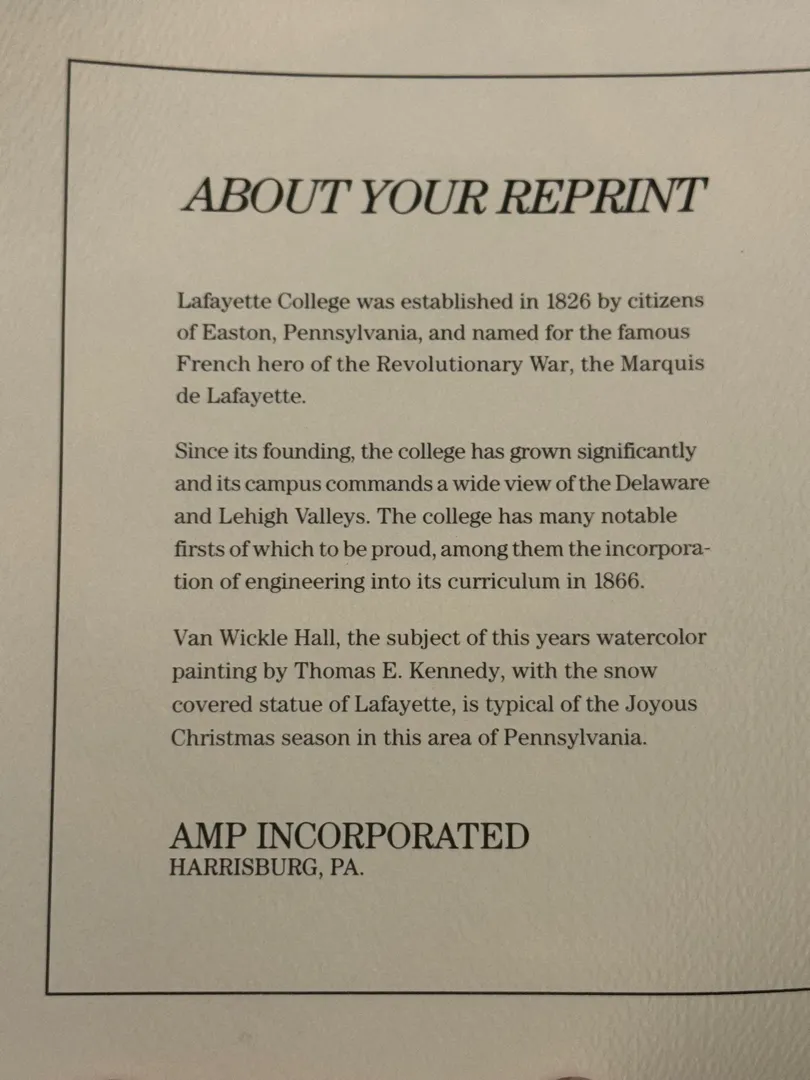 ABOUT YOUR REPRINT
Lafayette College was established in 1826 by citizens
of Easton, Pennsylvania, and named for the famous
French hero of the Revolutionary War, the Marquis
de Lafayette.
Since its founding, the college has grown significantly
and its campus commands a wide view of the Delaware
and Lehigh Valleys. The college has many notable
firsts of which to be proud, among them the incorpora-
tion of engineering into its curriculum in 1866.
Van Wickle Hall, the subject of this years watercolor
painting by Thomas E. Kennedy, with the snow
covered statue of Lafayette, is typical of the Joyous
Christmas season in this area of Pennsylvania.
AMP INCORPORATED
HARRISBURG, PA.